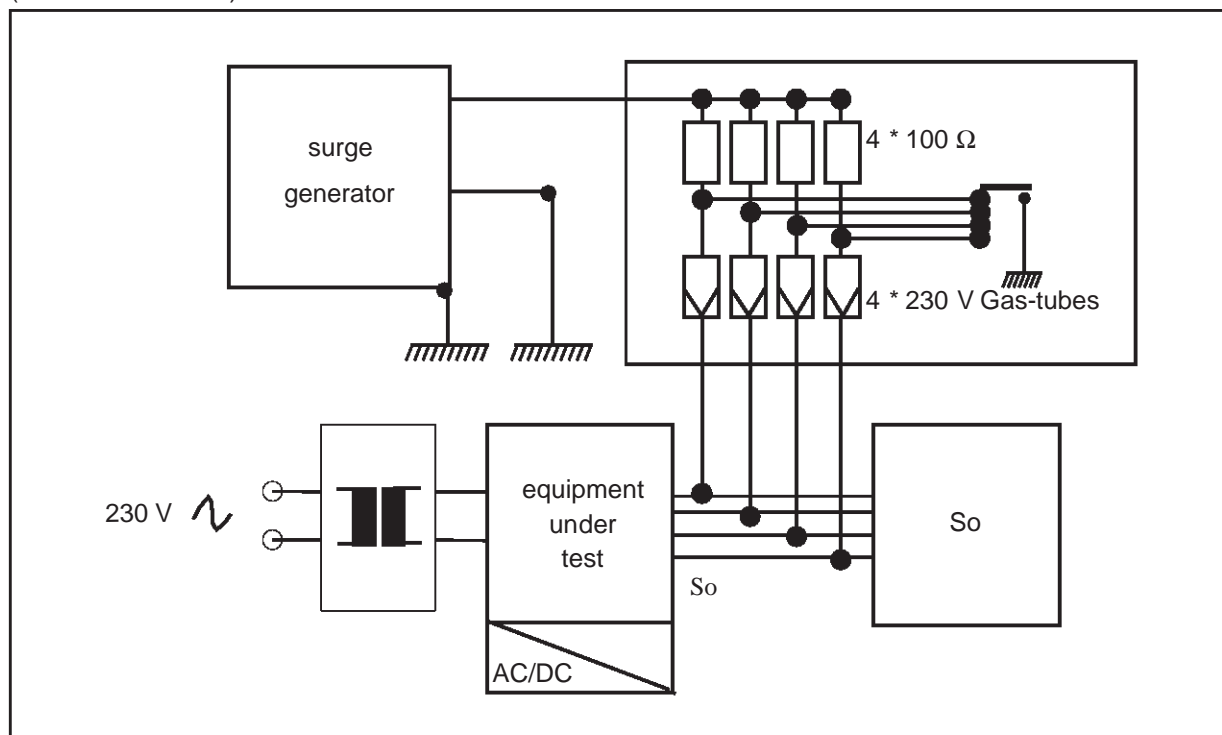 surge
generator
4 * 100 Ω
4 * 230 V Gas-tubes
230 V
equipment
under
test
So
So
AC/DC